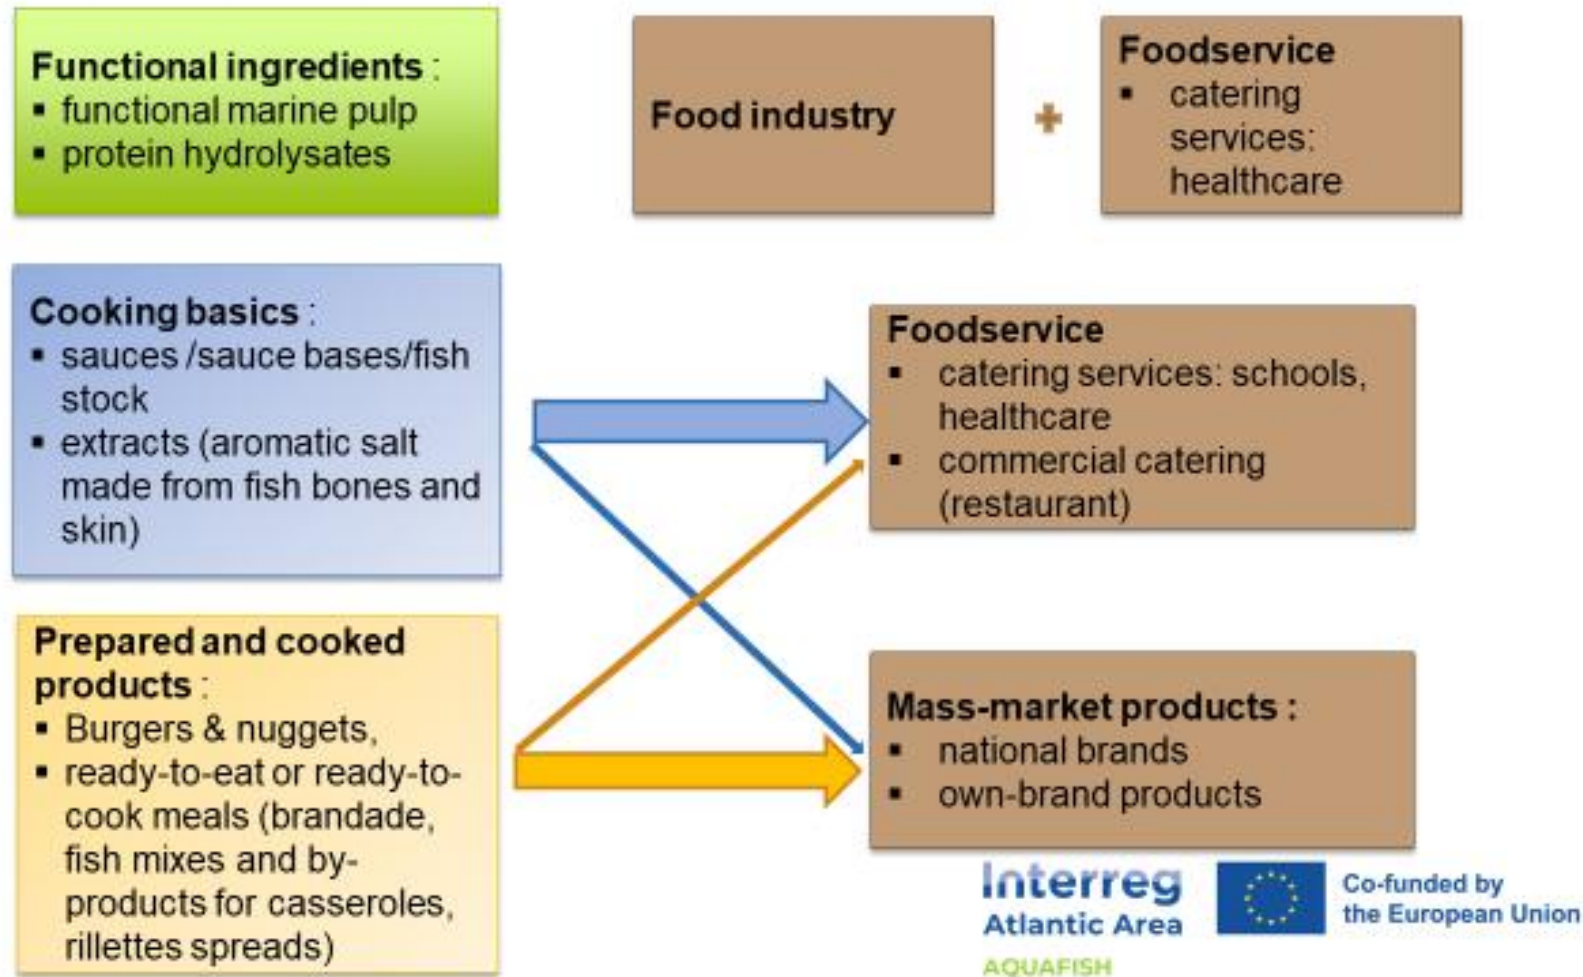 Functional ingredients :
▪ functional marine pulp
▪ protein hydrolysates
Food industry
+
Foodservice
▪ catering
services:
healthcare
Cooking basics :
▪ sauces /sauce bases/fish
stock
▪ extracts (aromatic salt
made from fish bones and
skin)
Foodservice
▪ catering services: schools,
healthcare
▪ commercial catering
(restaurant)
Prepared and cooked
products :
▪ Burgers & nuggets,
▪ ready-to-eat or ready-to-
cook meals (brandade,
fish mixes and by-
products for casseroles,
rillettes spreads)
Mass-market products :
▪ national brands
▪ own-brand products
Interreg
Atlantic Area
AQUAFISH
Co-funded by
the European Union